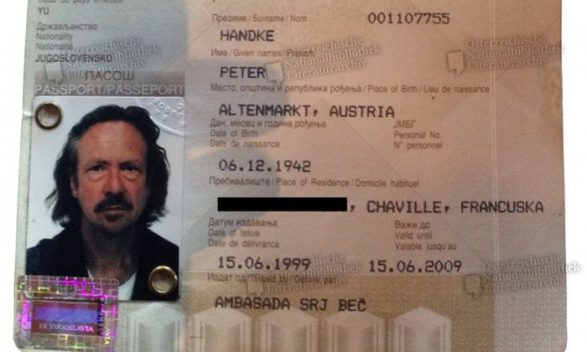 YU
Презиме / Surname / Nom
001107755
Држављанство
Nationality
Nationalité
HANDKE
Име / Given names / Prénom
JUGOSLOVENSKO
ПАСОШ
PETER
PASSPORT/PASSEPORT
Место, општина и република рођења / Place of Birth / Lieu de naissance
ALTENMARKT, AUSTRIA
Дан, месец и година рођења
ЈМБГ
Date of Birth
Personal No.
Date de naissance
N° personnel
06.12.1942
Пребивалиште / Place of Residence / Domicile habituel
, CHAVILLE, FRANCUSKA
Датум издавања
Важи до
Date of Issue
Valid until
Date de délivrance
Valable jusqu'au
15.06.1999
15.06.2009
AMBASADA SRJ BEČ
Österreichische
Nationalbibliothek
Literaturarchiv